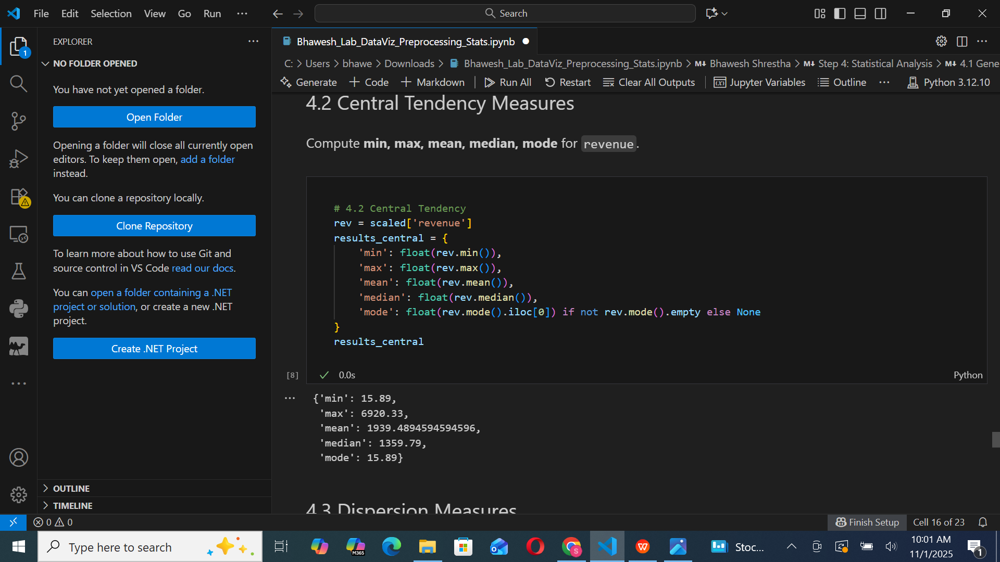 File Edit Selection View Go Run ··· Search
EXPLORER ···
Bhawesh_Lab_DataViz_Preprocessing_Stats.ipynb
1
NO FOLDER OPENED
C: > Users > bhawe > Downloads > Bhawesh_Lab_DataViz_Preprocessing_Stats.ipynb > M↓ Bhawesh Shrestha > M↓ Step 4: Statistical Analysis > M↓ 4.1 Gene
Generate + Code + Markdown Run All Restart Clear All Outputs Jupyter Variables Outline ··· Python 3.12.10
You have not yet opened a folder.
Open Folder
Opening a folder will close all currently open
editors. To keep them open, add a folder
instead.
You can clone a repository locally.
Clone Repository
To learn more about how to use Git and
source control in VS Code read our docs.
You can open a folder containing a .NET
project or solution, or create a new .NET
project.
Create .NET Project
OUTLINE
TIMELINE
4.2 Central Tendency Measures
Compute min, max, mean, median, mode for revenue.
# 4.2 Central Tendency
rev = scaled['revenue']
results_central = {
    'min': float(rev.min()),
    'max': float(rev.max()),
    'mean': float(rev.mean()),
    'median': float(rev.median()),
    'mode': float(rev.mode().iloc[0]) if not rev.mode().empty else None
}
results_central
[8] ✓ 0.0s Python
··· {'min': 15.89,
 'max': 6920.33,
 'mean': 1939.4894594594596,
 'median': 1359.79,
 'mode': 15.89}
4.3 Dispersion Measures
0 0 Finish Setup Cell 16 of 23
Type here to search M365 Stoc... 10:01 AM
11/1/2025 1